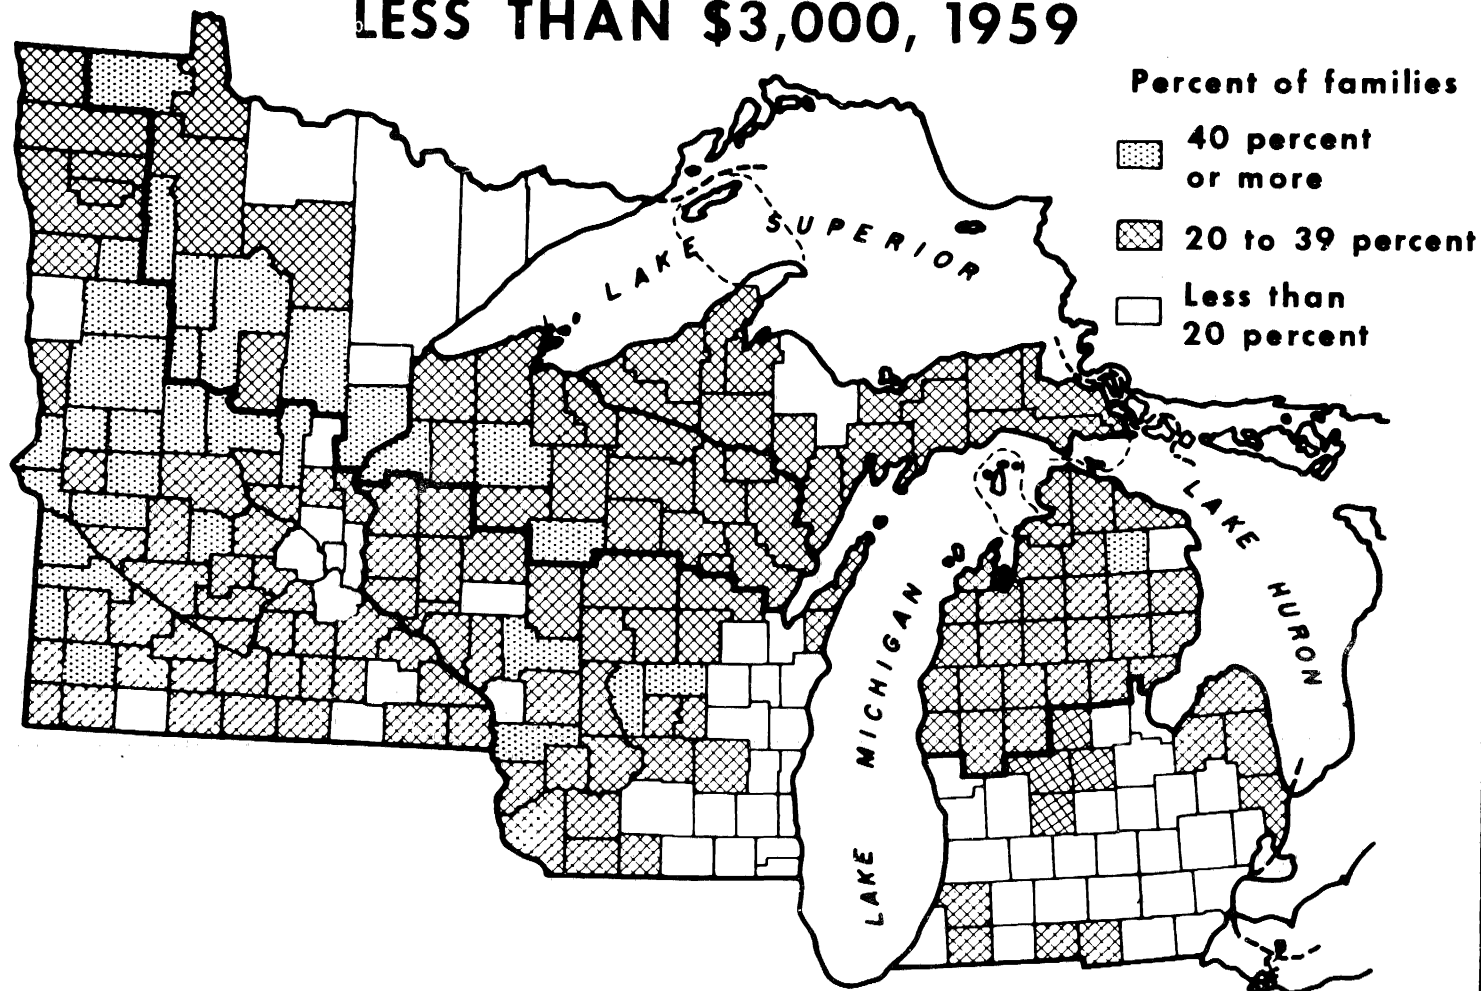 LESS THAN $3,000, 1959
Percent of families
40 percent
or more
20 to 39 percent
Less than
20 percent
LAKE SUPERIOR
LAKE HURON
LAKE MICHIGAN